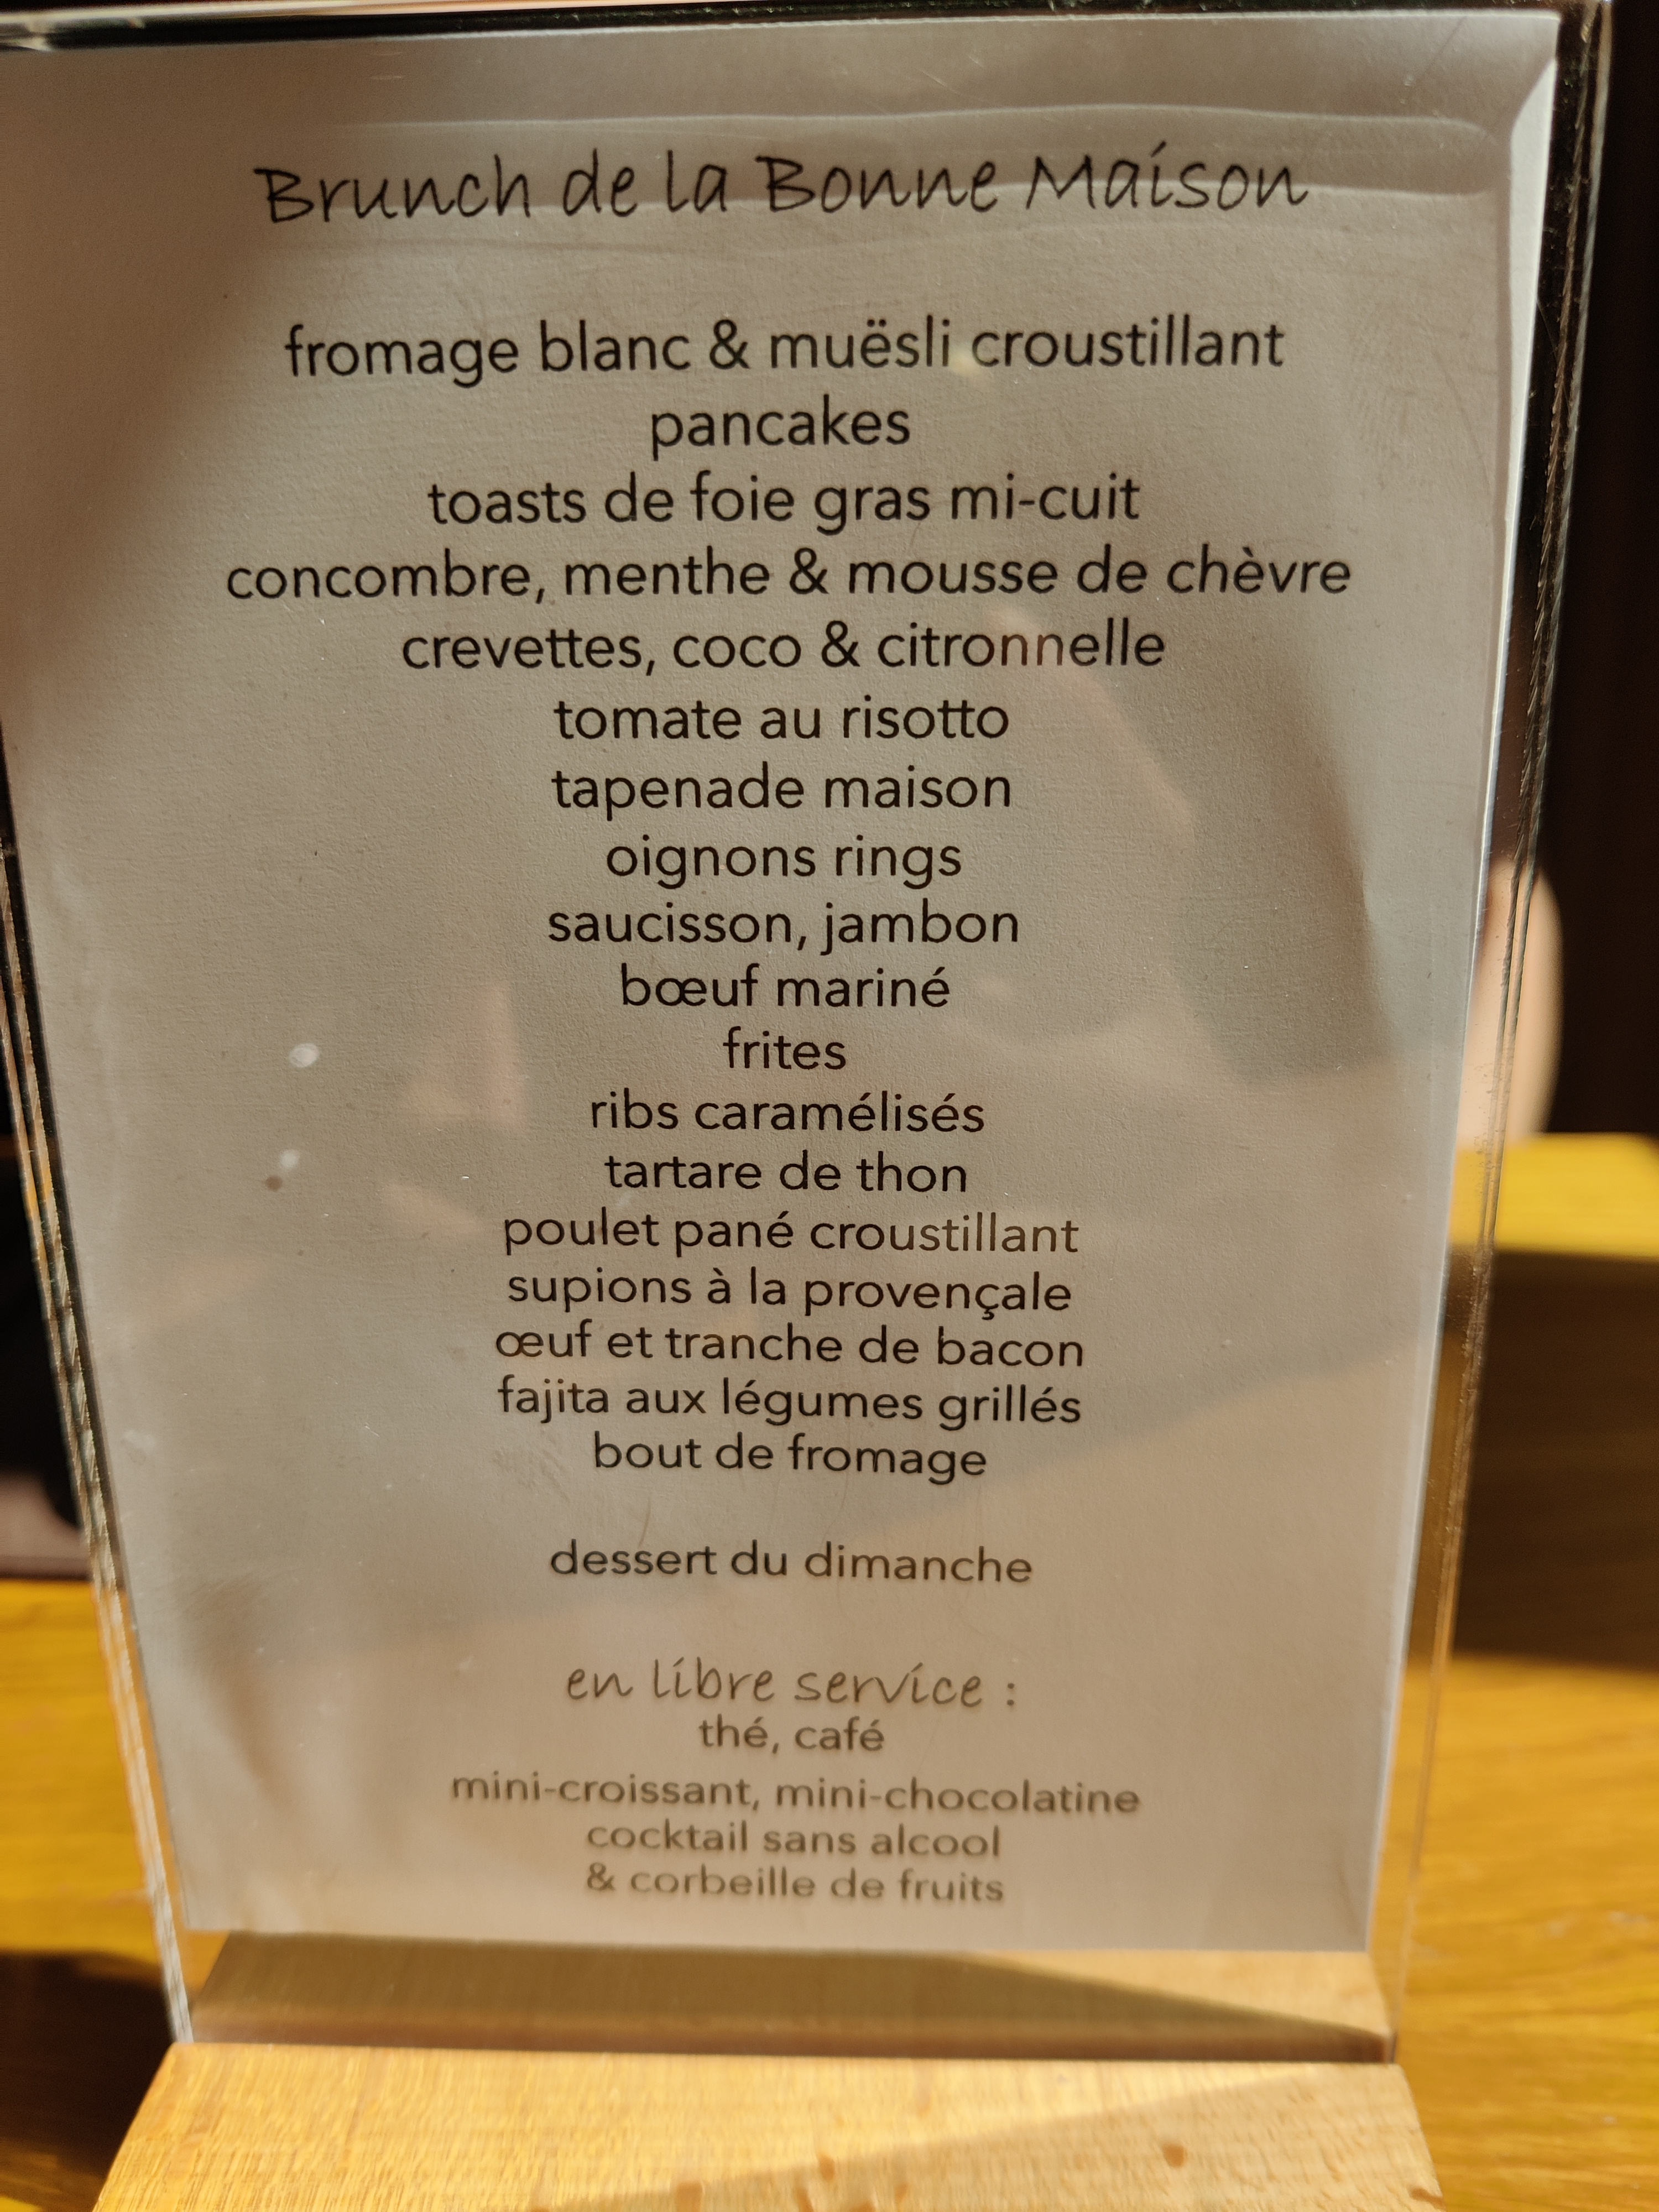 Brunch de la Bonne Maison
fromage blanc & muësli croustillant
pancakes
toasts de foie gras mi-cuit
concombre, menthe & mousse de chèvre
crevettes, coco & citronnelle
tomate au risotto
tapenade maison
oignons rings
saucisson, jambon
bœuf mariné
frites
ribs caramélisés
tartare de thon
poulet pané croustillant
supions à la provençale
œuf et tranche de bacon
fajita aux légumes grillés
bout de fromage
dessert du dimanche
en libre service :
thé, café
mini-croissant, mini-chocolatine
cocktail sans alcool
& corbeille de fruits